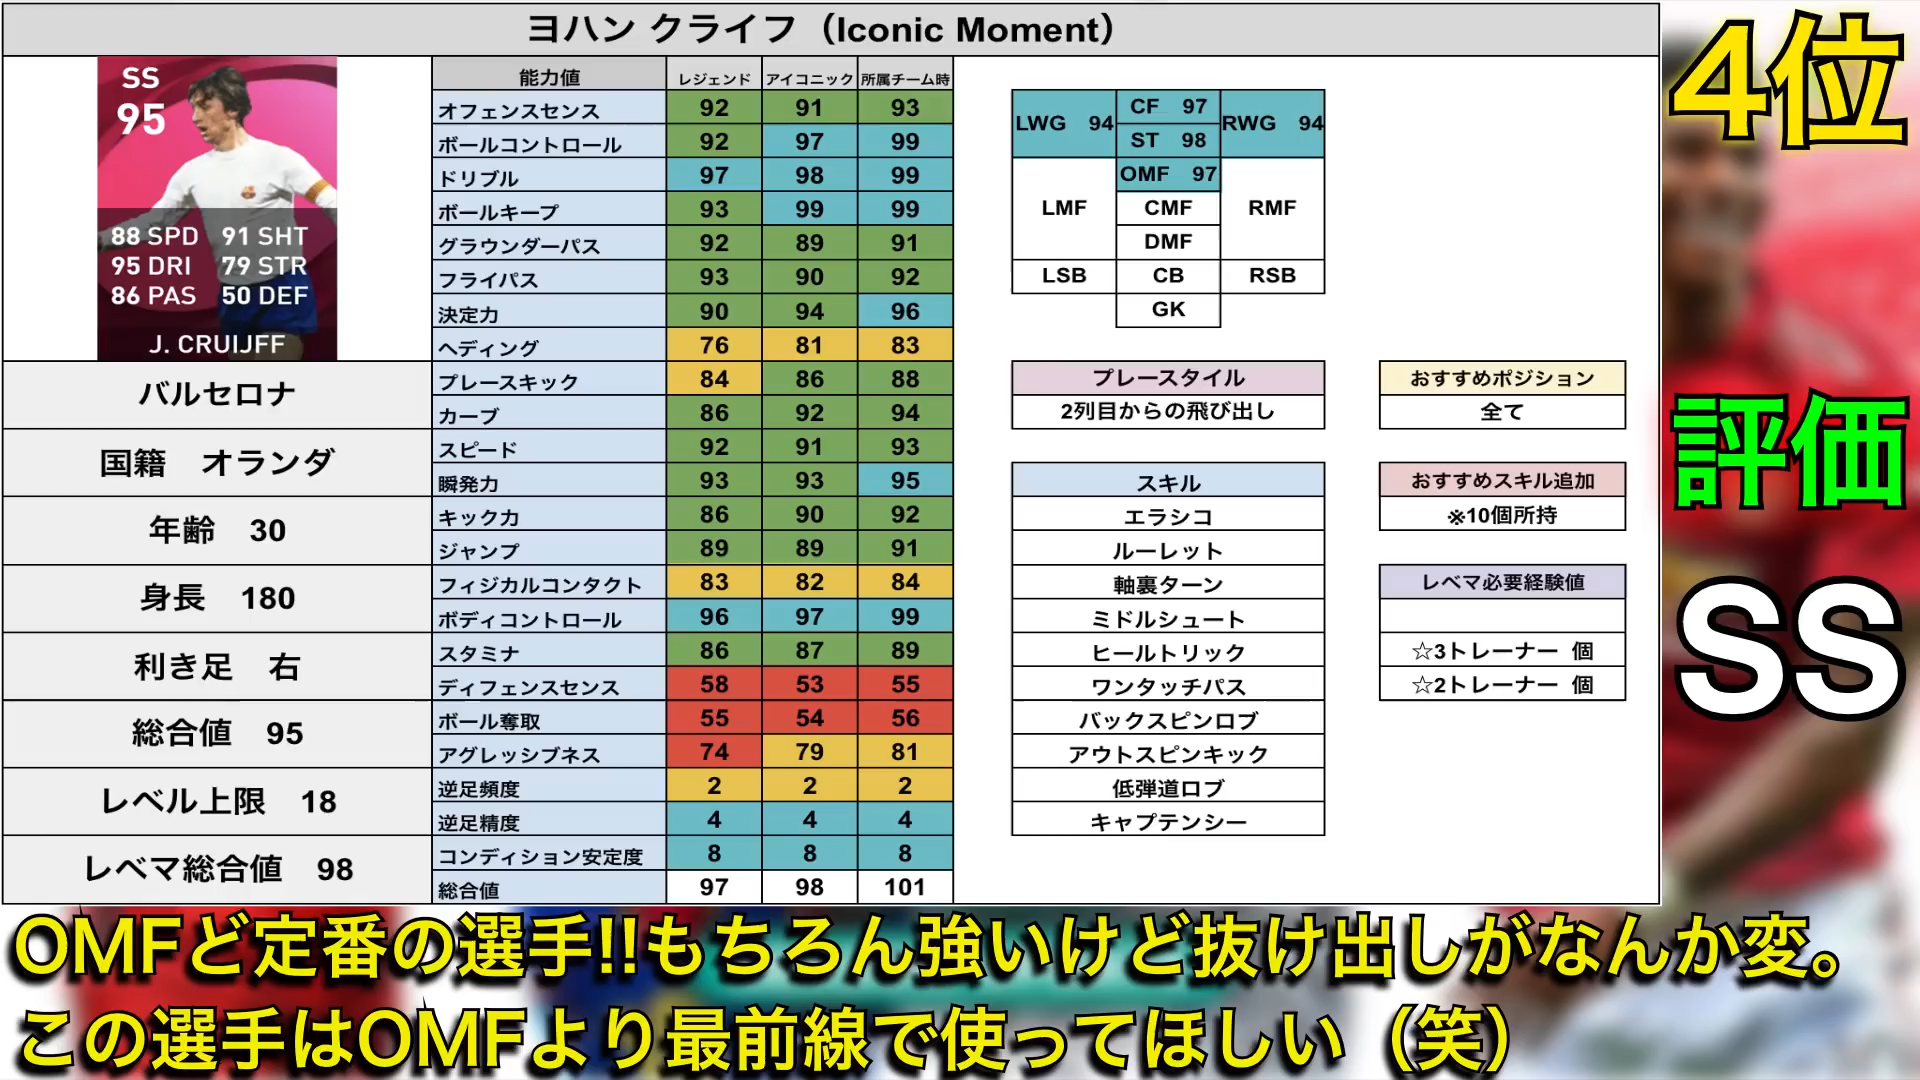 ヨハン クライフ（Iconic Moment）
4位
SS
95
88 SPD 91 SHT
95 DRI 79 STR
86 PAS 50 DEF
J. CRUIJFF
バルセロナ
国籍 オランダ
年齢 30
身長 180
利き足 右
総合値 95
レベル上限 18
レベマ総合値 98
能力値 レジェンド アイコニック 所属チーム時
オフェンスセンス 92 91 93
ボールコントロール 92 97 99
ドリブル 97 98 99
ボールキープ 93 99 99
グラウンダーパス 92 89 91
フライパス 93 90 92
決定力 90 94 96
ヘディング 76 81 83
プレースキック 84 86 88
カーブ 86 92 94
スピード 92 91 93
瞬発力 93 93 95
キック力 86 90 92
ジャンプ 89 89 91
フィジカルコンタクト 83 82 84
ボディコントロール 96 97 99
スタミナ 86 87 89
ディフェンスセンス 58 53 55
ボール奪取 55 54 56
アグレッシブネス 74 79 81
逆足頻度 2 2 2
逆足精度 4 4 4
コンディション安定度 8 8 8
総合値 97 98 101
LWG 94 CF 97 RWG 94
ST 98
OMF 97
LMF CMF RMF
DMF
LSB CB RSB
GK
プレースタイル
2列目からの飛び出し
スキル
エラシコ
ルーレット
軸裏ターン
ミドルシュート
ヒールトリック
ワンタッチパス
バックスピンロブ
アウトスピンキック
低弾道ロブ
キャプテンシー
おすすめポジション
全て
おすすめスキル追加
※10個所持
レベマ必要経験値
☆3トレーナー 個
☆2トレーナー 個
評価
SS
OMFど定番の選手!!もちろん強いけど抜け出しがなんか変。
この選手はOMFより最前線で使ってほしい（笑）